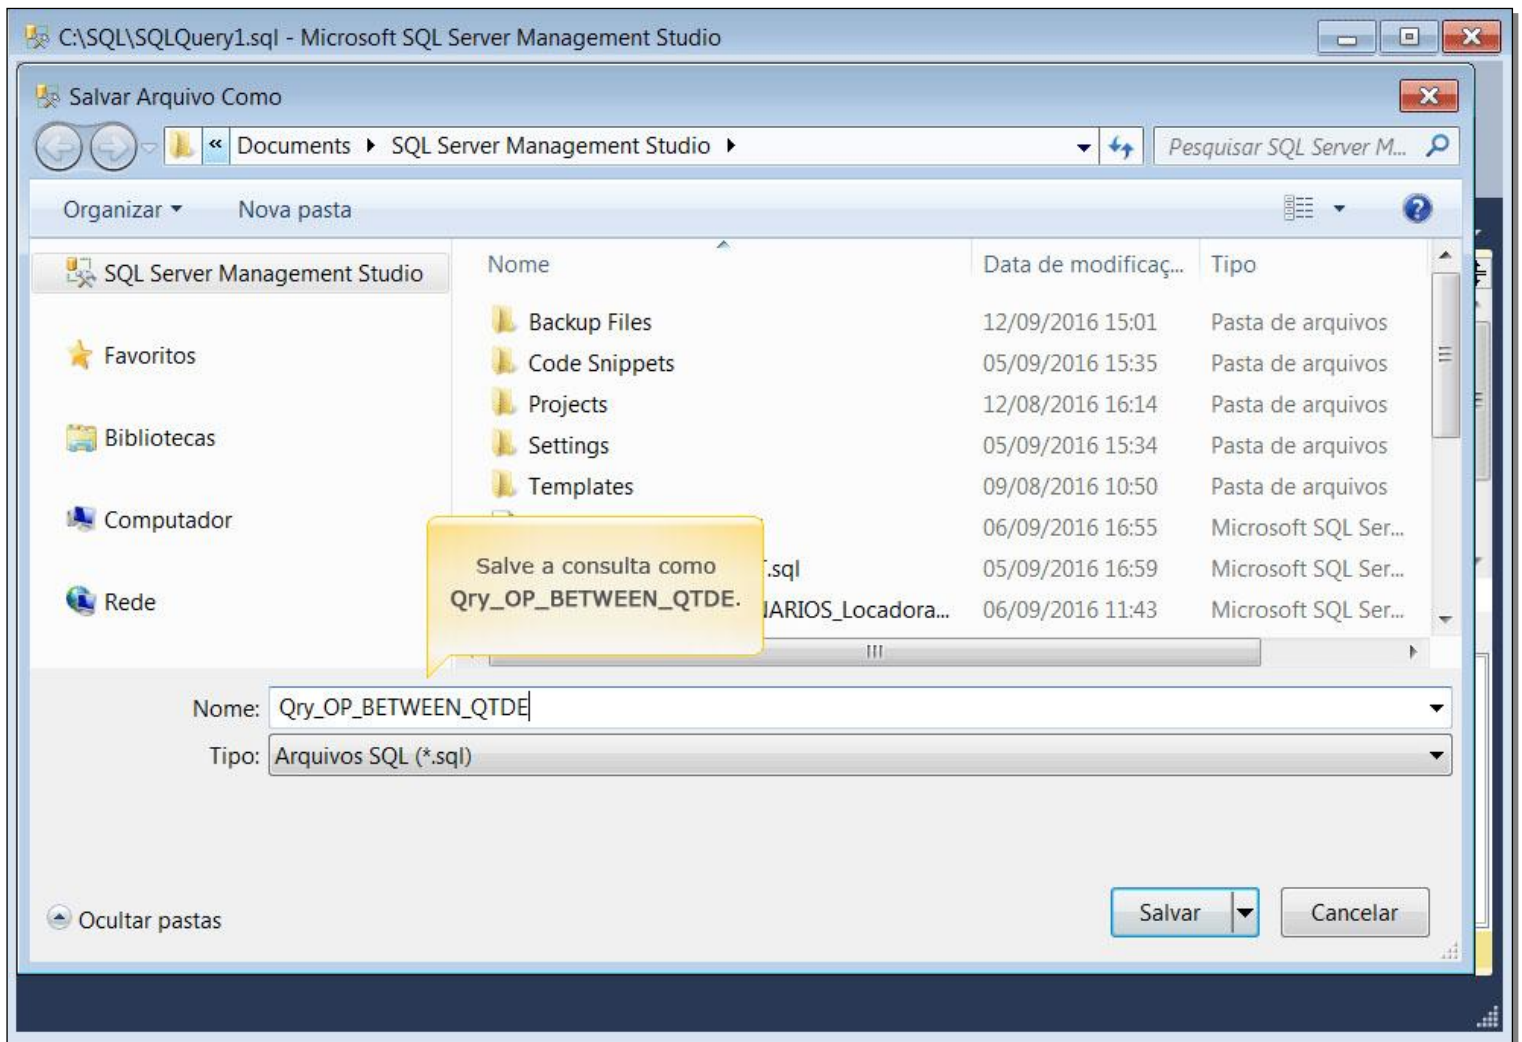 C:\SQL\SQLQuery1.sql - Microsoft SQL Server Management Studio
Salvar Arquivo Como
« Documents SQL Server Management Studio
Pesquisar SQL Server M...
Organizar Nova pasta
SQL Server Management Studio
Favoritos
Bibliotecas
Computador
Rede
Nome Data de modificaç... Tipo
Backup Files 12/09/2016 15:01 Pasta de arquivos
Code Snippets 05/09/2016 15:35 Pasta de arquivos
Projects 12/08/2016 16:14 Pasta de arquivos
Settings 05/09/2016 15:34 Pasta de arquivos
Templates 09/08/2016 10:50 Pasta de arquivos
06/09/2016 16:55 Microsoft SQL Ser...
.sql 05/09/2016 16:59 Microsoft SQL Ser...
ARIOS_Locadora... 06/09/2016 11:43 Microsoft SQL Ser...
Salve a consulta como
Qry_OP_BETWEEN_QTDE.
Nome: Qry_OP_BETWEEN_QTDE
Tipo: Arquivos SQL (*.sql)
Ocultar pastas
Salvar
Cancelar